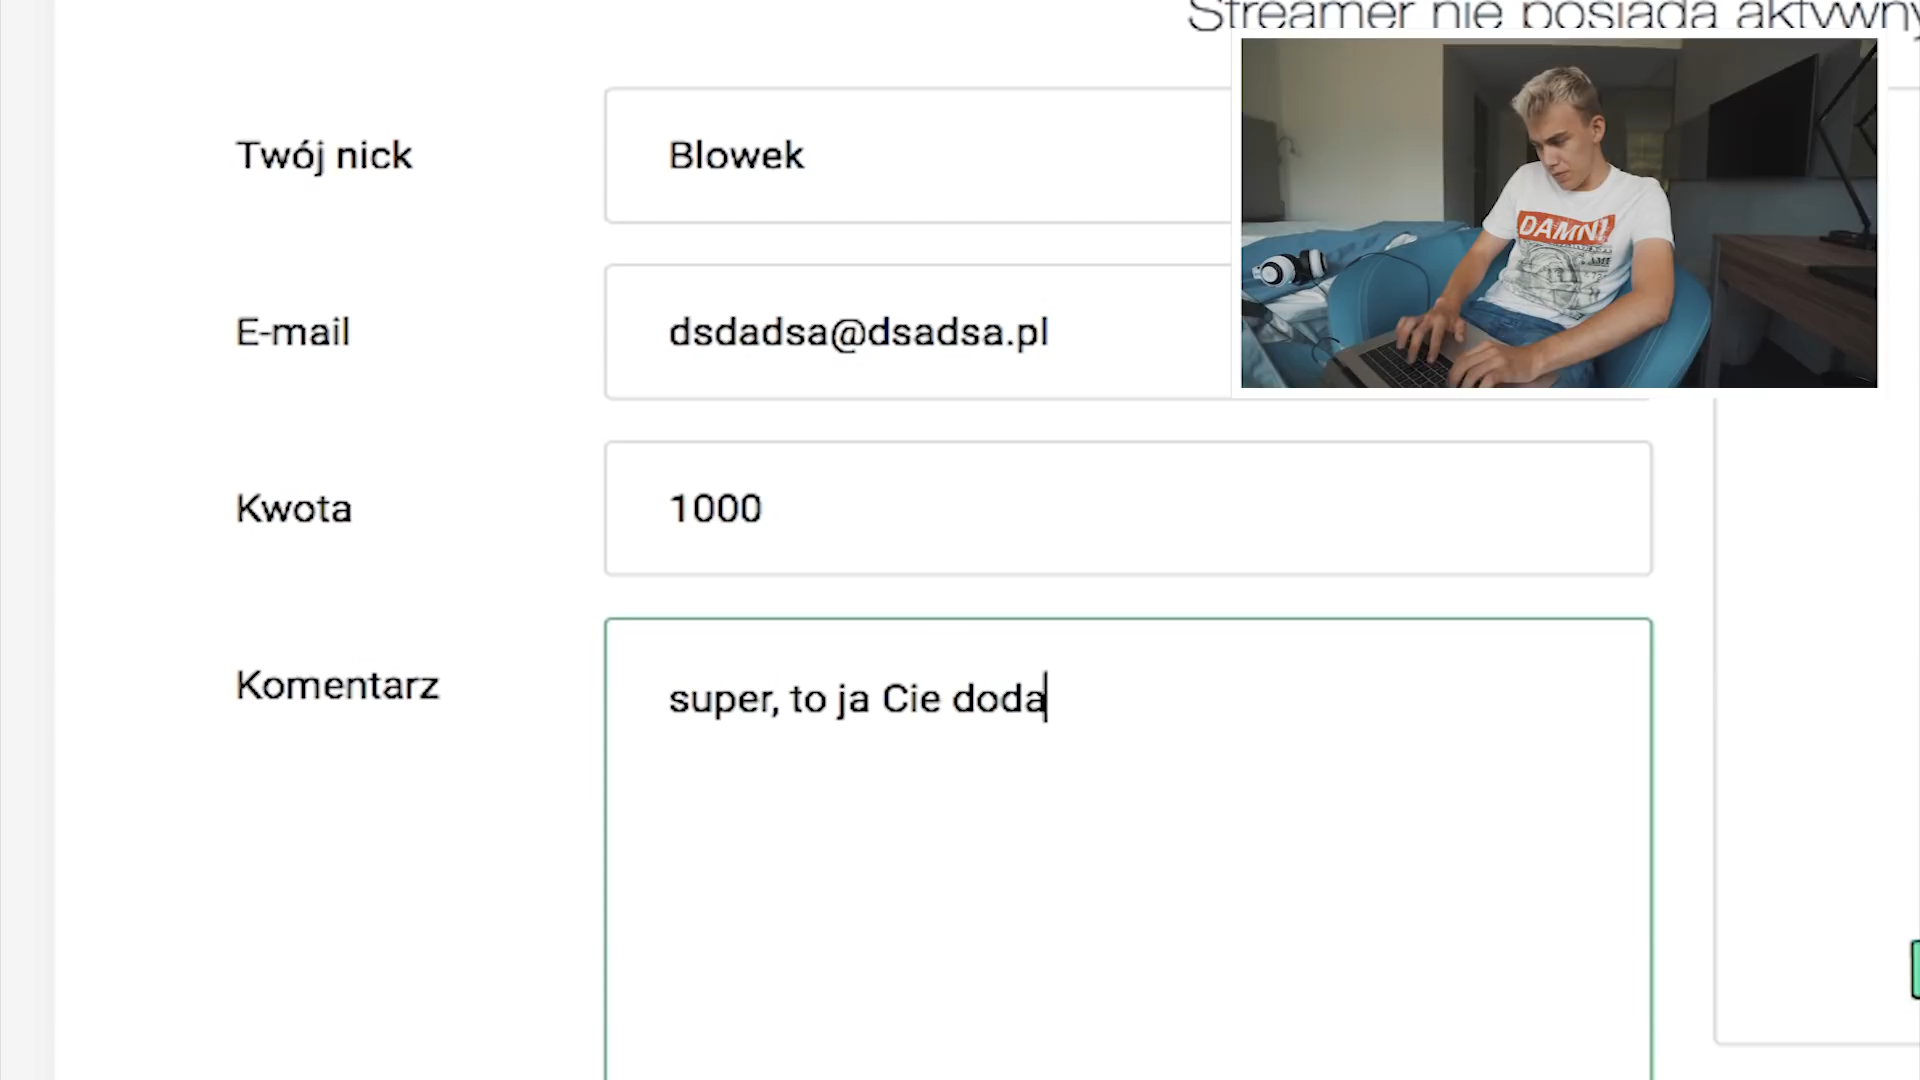 Streamer nie posiada aktywny
Twój nick
Blowek
E-mail
dsdadsa@dsadsa.pl
Kwota
1000
Komentarz
super, to ja Cie doda
DAMN!